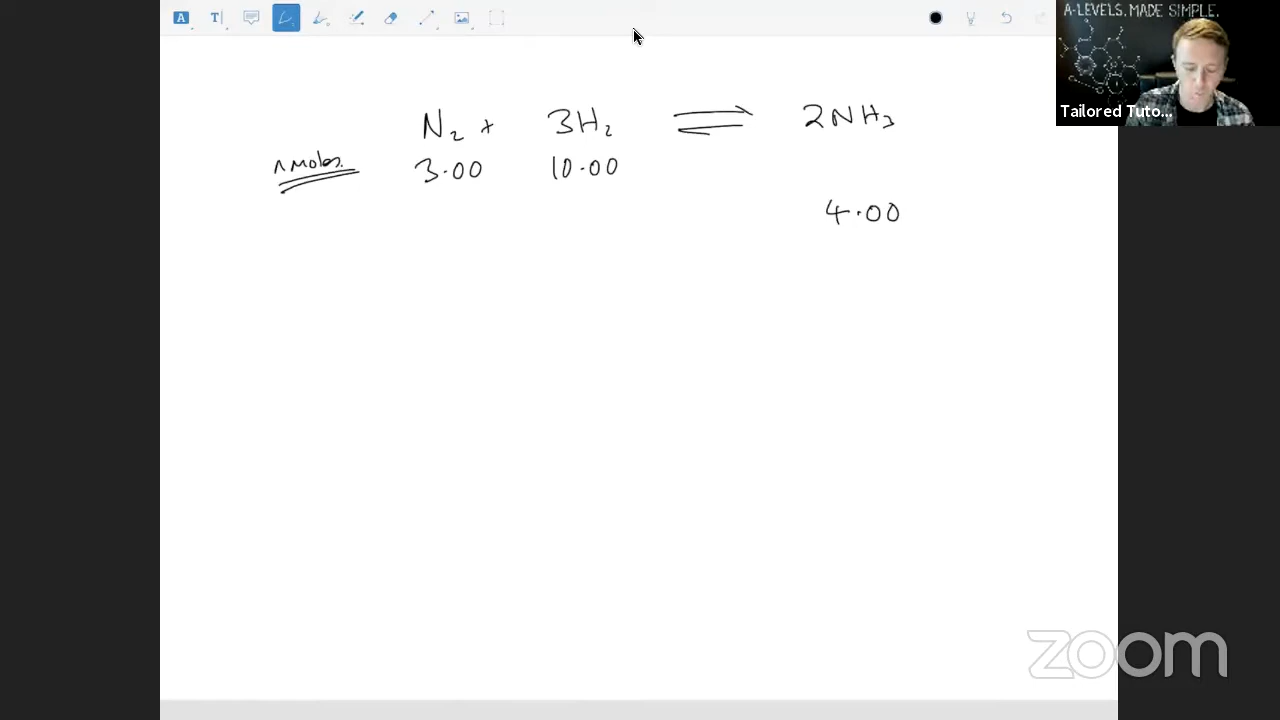 A-LEVELS. MADE SIMPLE.
Tailored Tuto...
A T
N₂ + 3H₂ ⇌ 2NH₃
n moles. 3.00 10.00
4.00
zoom